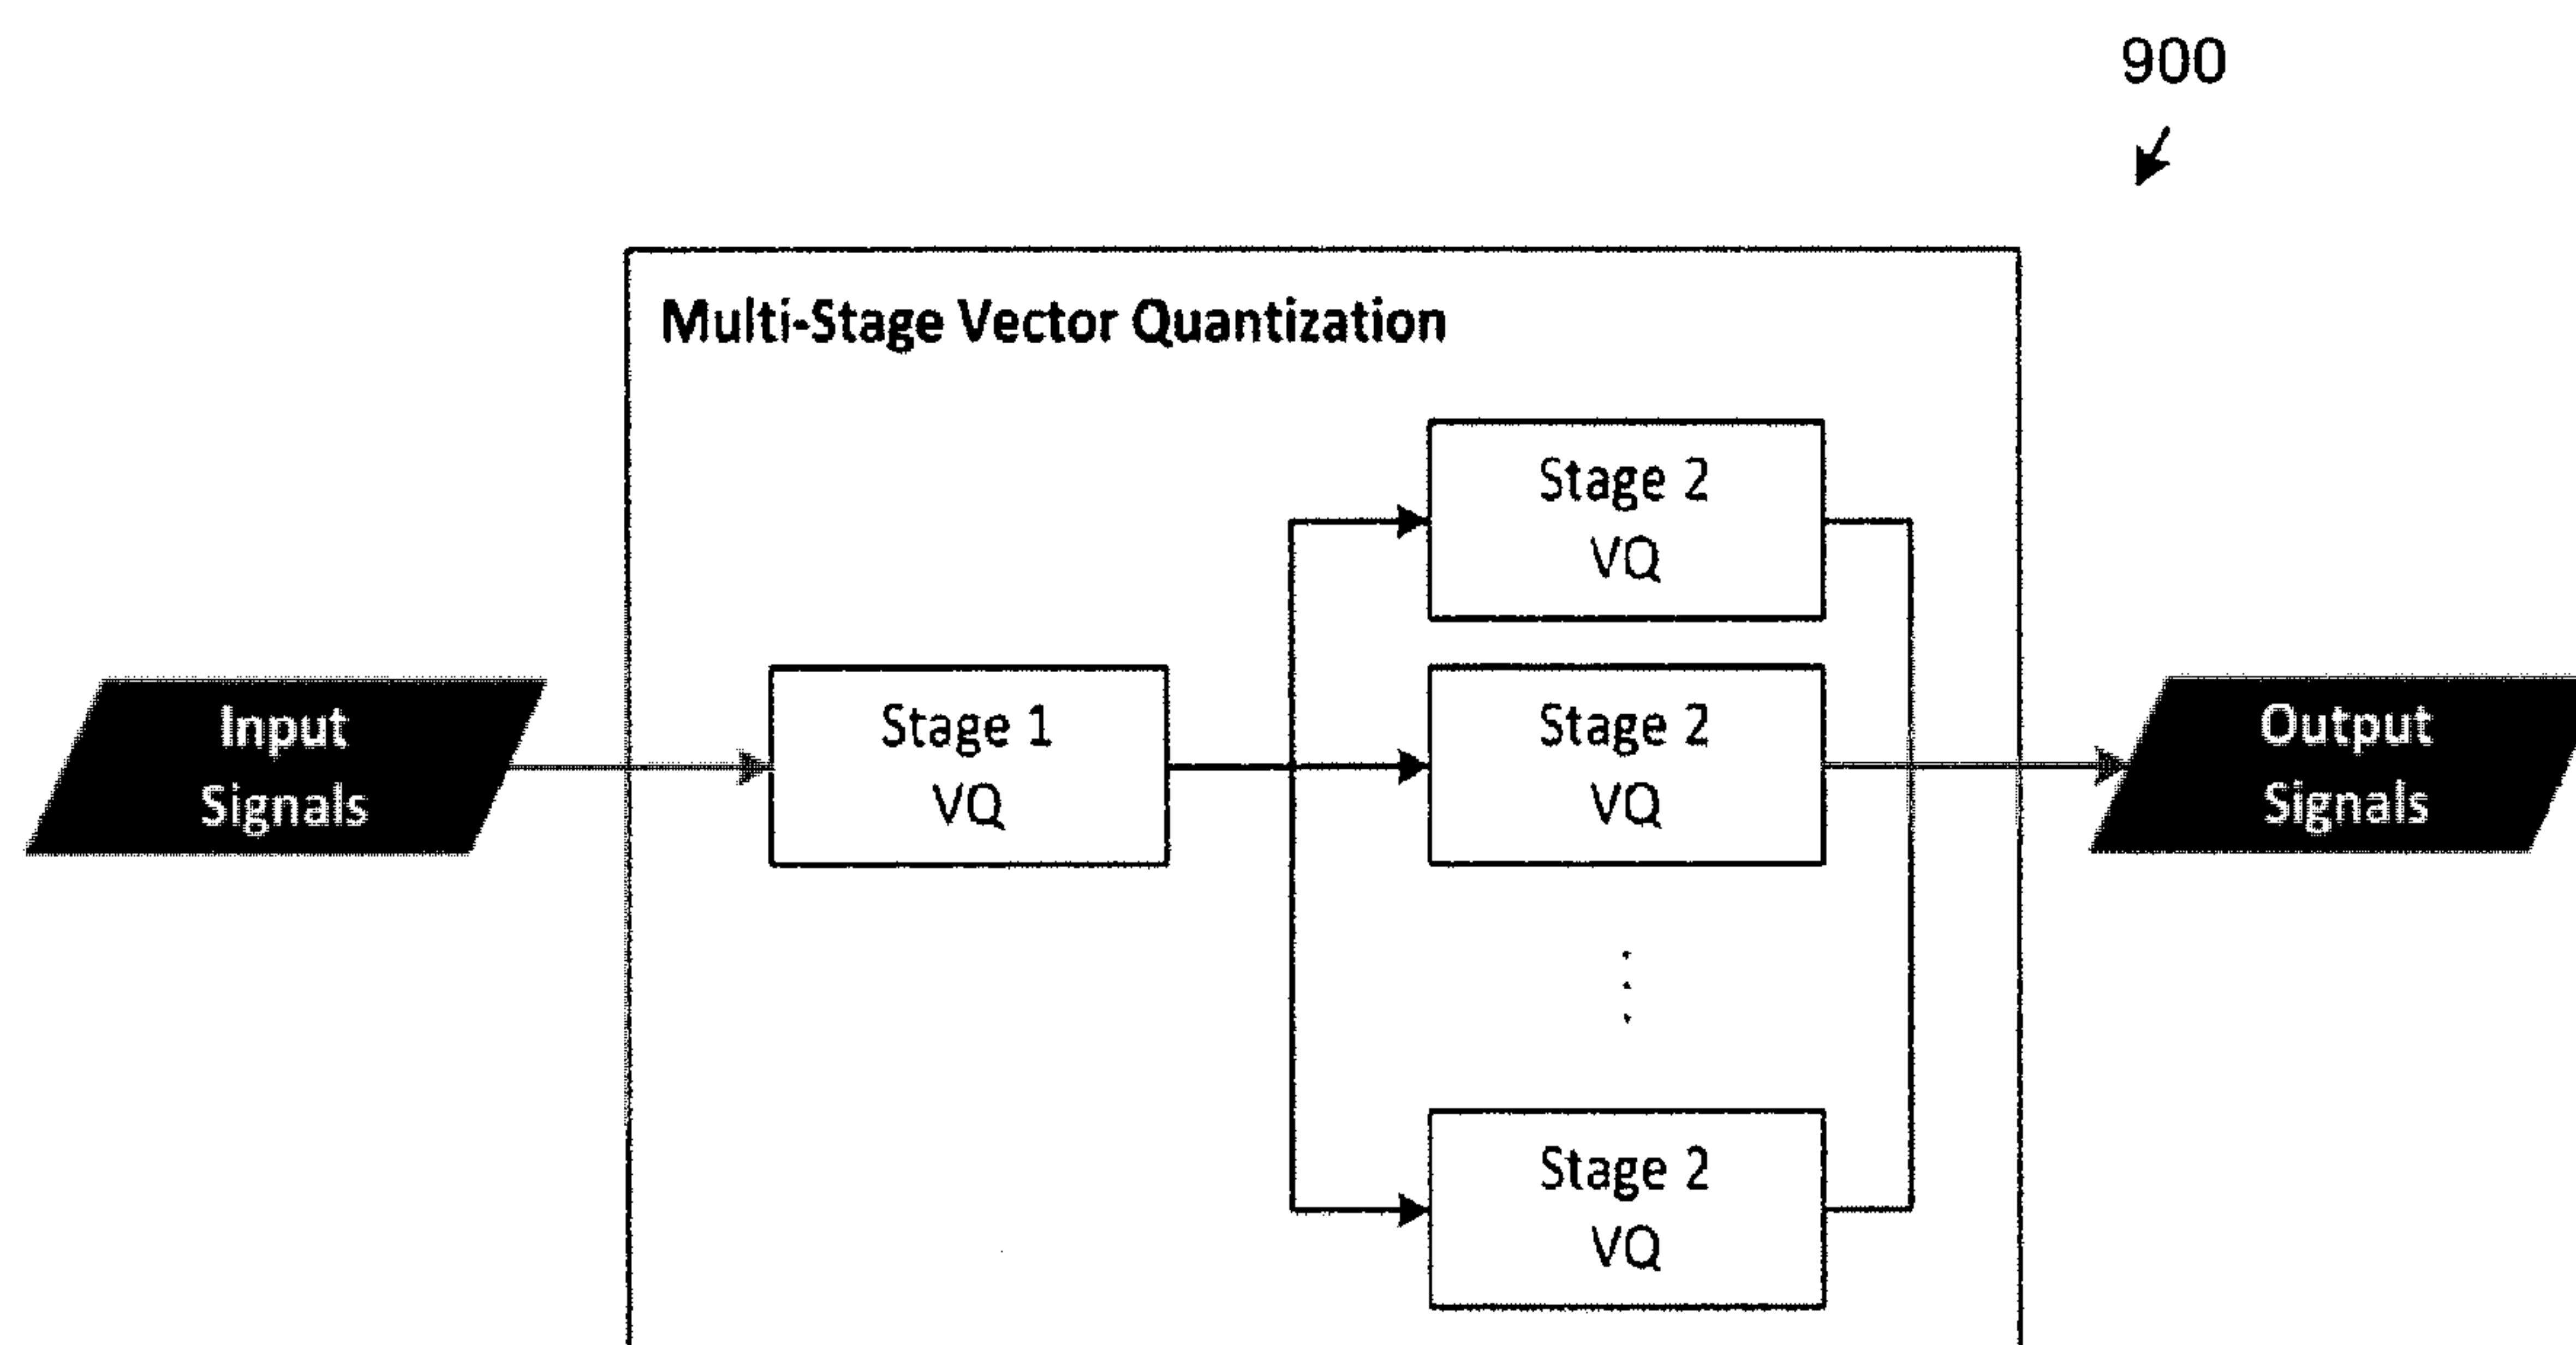 900
Multi-Stage Vector Quantization
Stage 2
VQ
Input
Signals
Stage 1
VQ
Stage 2
VQ
Output
Signals
Stage 2
VQ